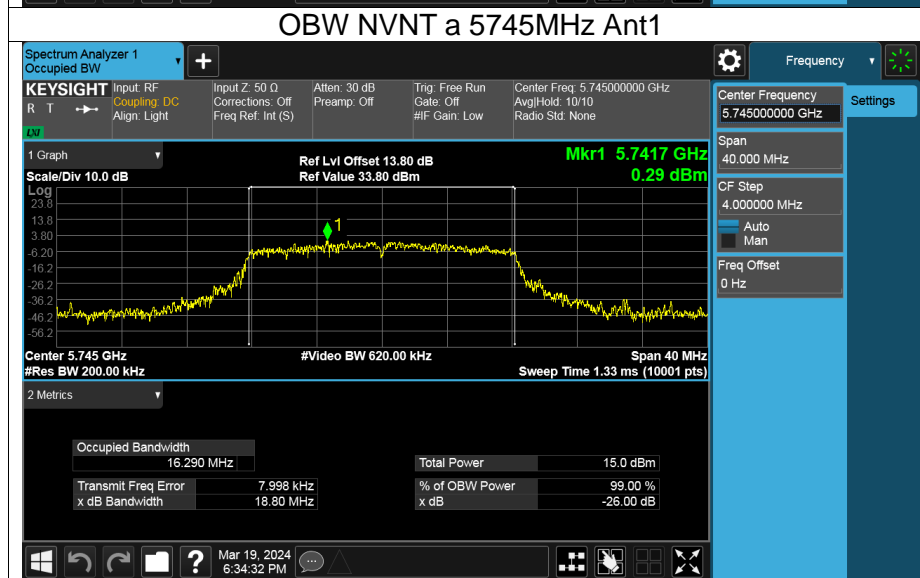 OBW NVNT a 5745MHz Ant1
Spectrum Analyzer 1
Occupied BW
+
Frequency
KEYSIGHT
R T
LXI
Input: RF
Coupling: DC
Align: Light
Input Z: 50 Ω
Corrections: Off
Freq Ref: Int (S)
Atten: 30 dB
Preamp: Off
Trig: Free Run
Gate: Off
#IF Gain: Low
Center Freq: 5.745000000 GHz
Avg|Hold: 10/10
Radio Std: None
Center Frequency
5.745000000 GHz
Settings
Span
40.000 MHz
CF Step
4.000000 MHz
Auto
Man
Freq Offset
0 Hz
1 Graph
Scale/Div 10.0 dB
Ref Lvl Offset 13.80 dB
Ref Value 33.80 dBm
Mkr1 5.7417 GHz
0.29 dBm
Log
23.8
13.8
3.80
-6.20
-16.2
-26.2
-36.2
-46.2
-56.2
1
Center 5.745 GHz
#Video BW 620.00 kHz
Span 40 MHz
#Res BW 200.00 kHz
Sweep Time 1.33 ms (10001 pts)
2 Metrics
Occupied Bandwidth
16.290 MHz
Total Power 15.0 dBm
Transmit Freq Error 7.998 kHz
% of OBW Power 99.00 %
x dB Bandwidth 18.80 MHz
x dB -26.00 dB
?
Mar 19, 2024
6:34:32 PM